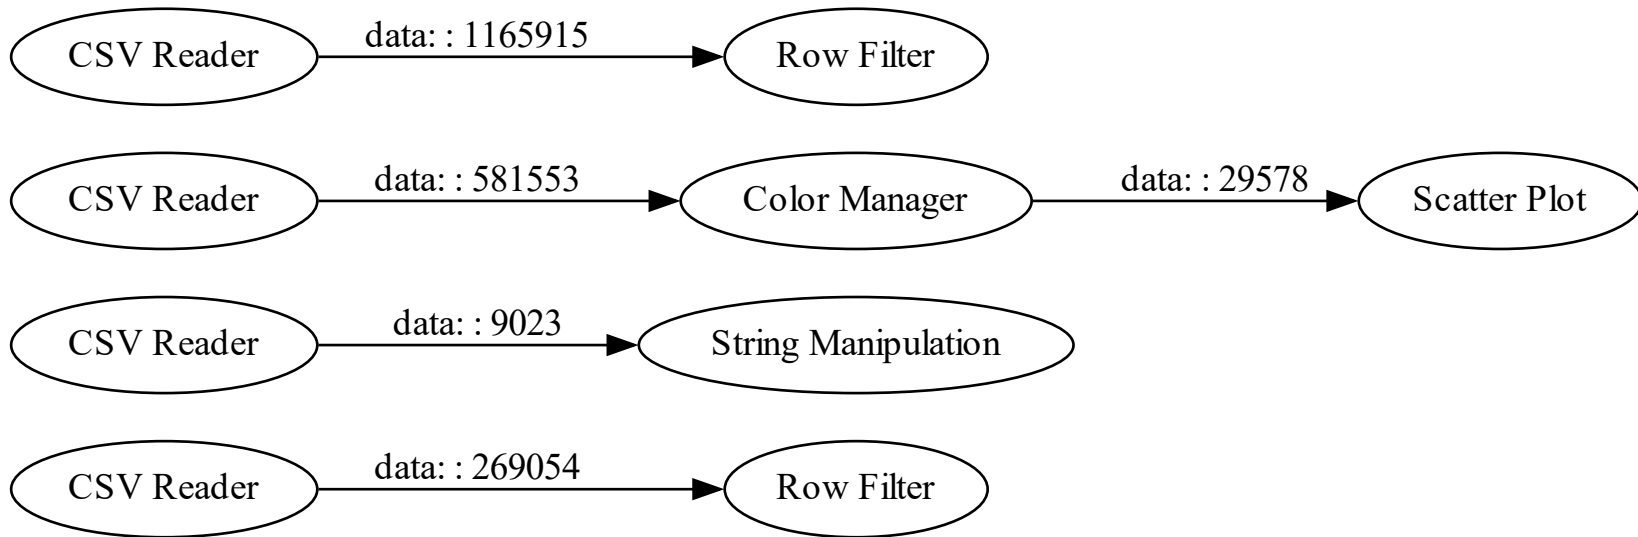 CSV Reader data: : 1165915 Row Filter
CSV Reader data: : 581553 Color Manager data: : 29578 Scatter Plot
CSV Reader data: : 9023 String Manipulation
CSV Reader data: : 269054 Row Filter